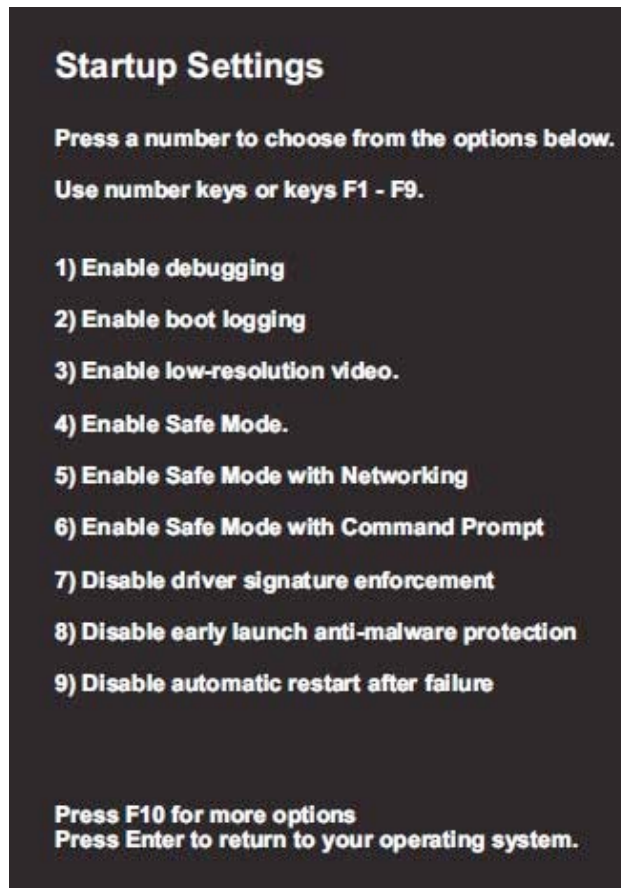 Startup Settings
Press a number to choose from the options below.
Use number keys or keys F1 - F9.
1) Enable debugging
2) Enable boot logging
3) Enable low-resolution video.
4) Enable Safe Mode.
5) Enable Safe Mode with Networking
6) Enable Safe Mode with Command Prompt
7) Disable driver signature enforcement
8) Disable early launch anti-malware protection
9) Disable automatic restart after failure
Press F10 for more options
Press Enter to return to your operating system.